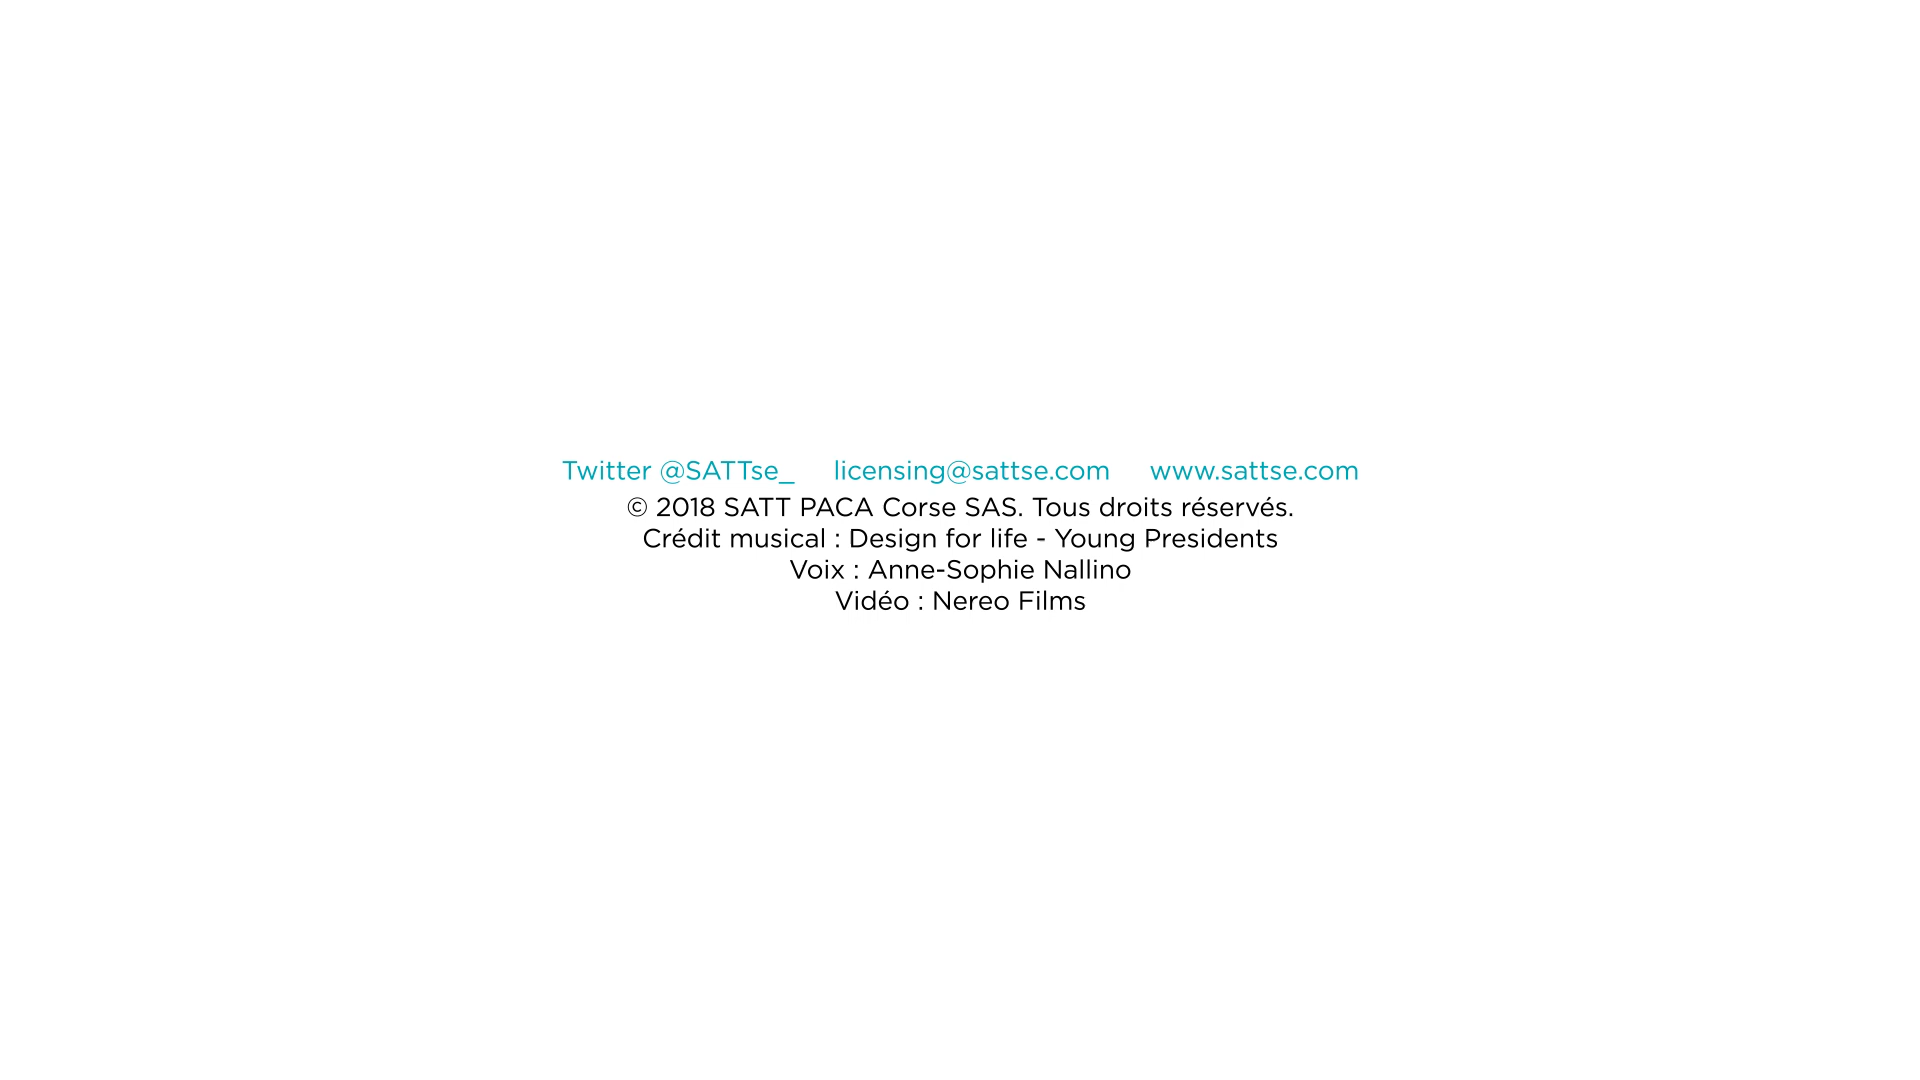 Twitter @SATTse_ licensing@sattse.com www.sattse.com
© 2018 SATT PACA Corse SAS. Tous droits réservés.
Crédit musical : Design for life - Young Presidents
Voix : Anne-Sophie Nallino
Vidéo : Nereo Films